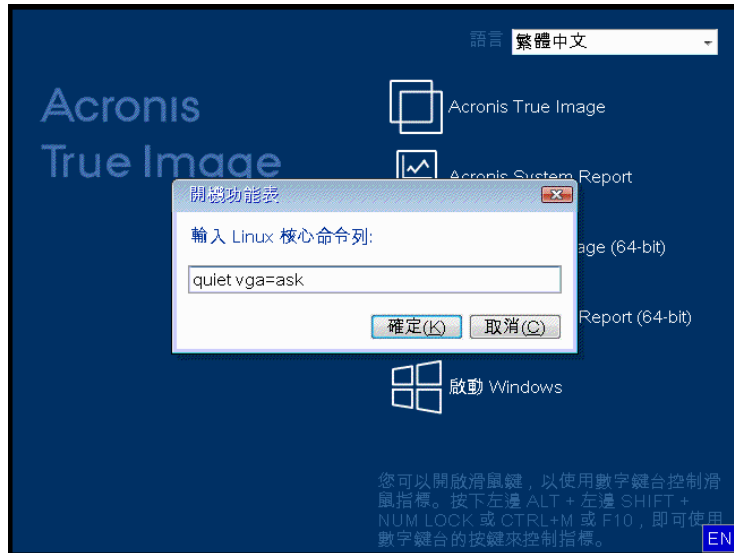 語言 繁體中文
Acronis
True Image
Acronis True Image
Acronis System Report
開機功能表
輸入 Linux 核心命令列:
quiet vga=ask
確定(K) 取消(C)
age (64-bit)
Report (64-bit)
啟動 Windows
您可以開啟滑鼠鍵，以使用數字鍵台控制滑
鼠指標。按下左邊 ALT + 左邊 SHIFT +
NUM LOCK 或 CTRL+M 或 F10，即可使用
數字鍵台的按鍵來控制指標。
EN